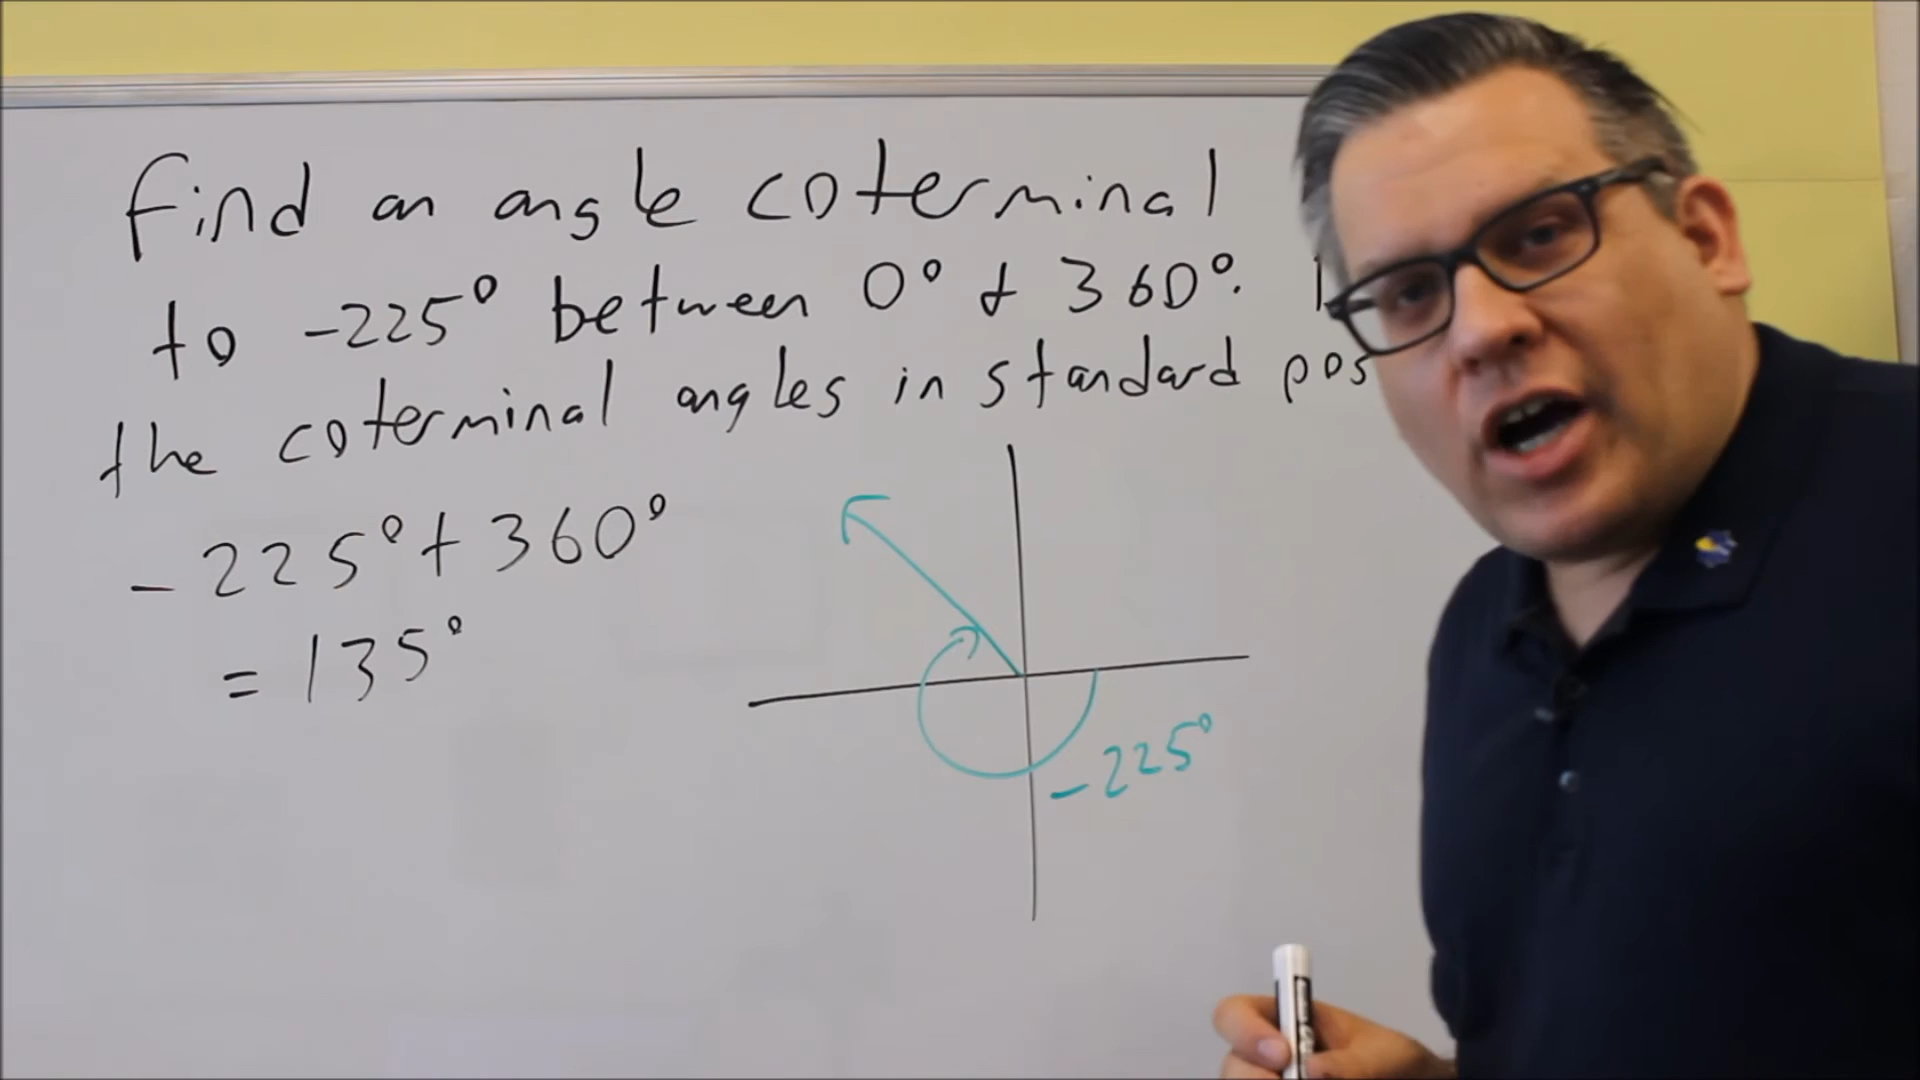 Find an angle coterminal
to -225° between 0° & 360°.
the coterminal angles in standard pos
-225° + 360°
= 135°
-225°